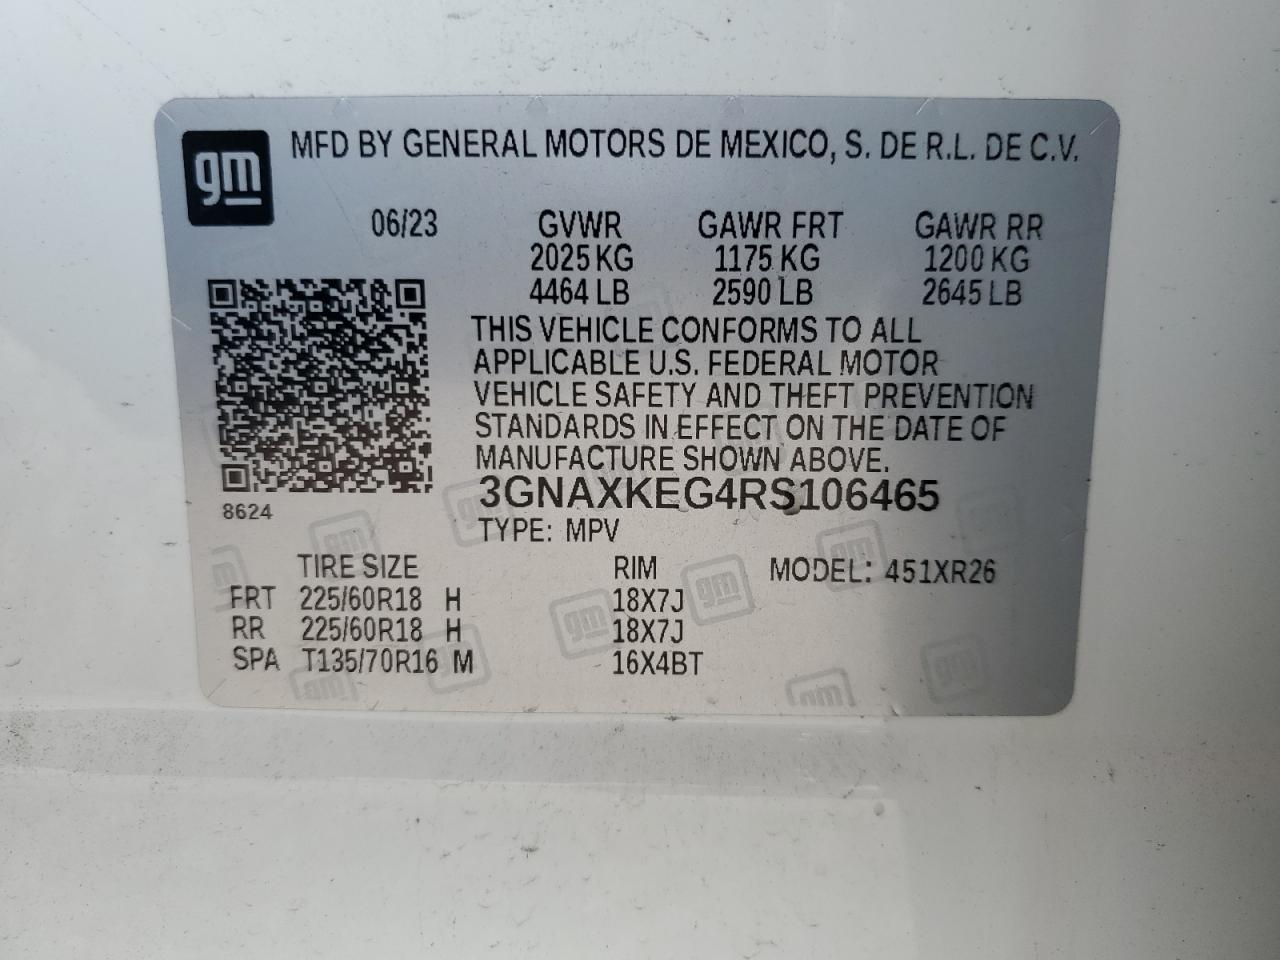 gm MFD BY GENERAL MOTORS DE MEXICO, S. DE R.L. DE C.V.
06/23 GVWR GAWR FRT GAWR RR
2025 KG 1175 KG 1200 KG
4464 LB 2590 LB 2645 LB
THIS VEHICLE CONFORMS TO ALL
APPLICABLE U.S. FEDERAL MOTOR
VEHICLE SAFETY AND THEFT PREVENTION
STANDARDS IN EFFECT ON THE DATE OF
MANUFACTURE SHOWN ABOVE.
3GNAXKEG4RS106465
8624
TYPE: MPV
TIRE SIZE RIM MODEL: 451XR26
FRT 225/60R18 H 18X7J
RR 225/60R18 H 18X7J
SPA T135/70R16 M 16X4BT